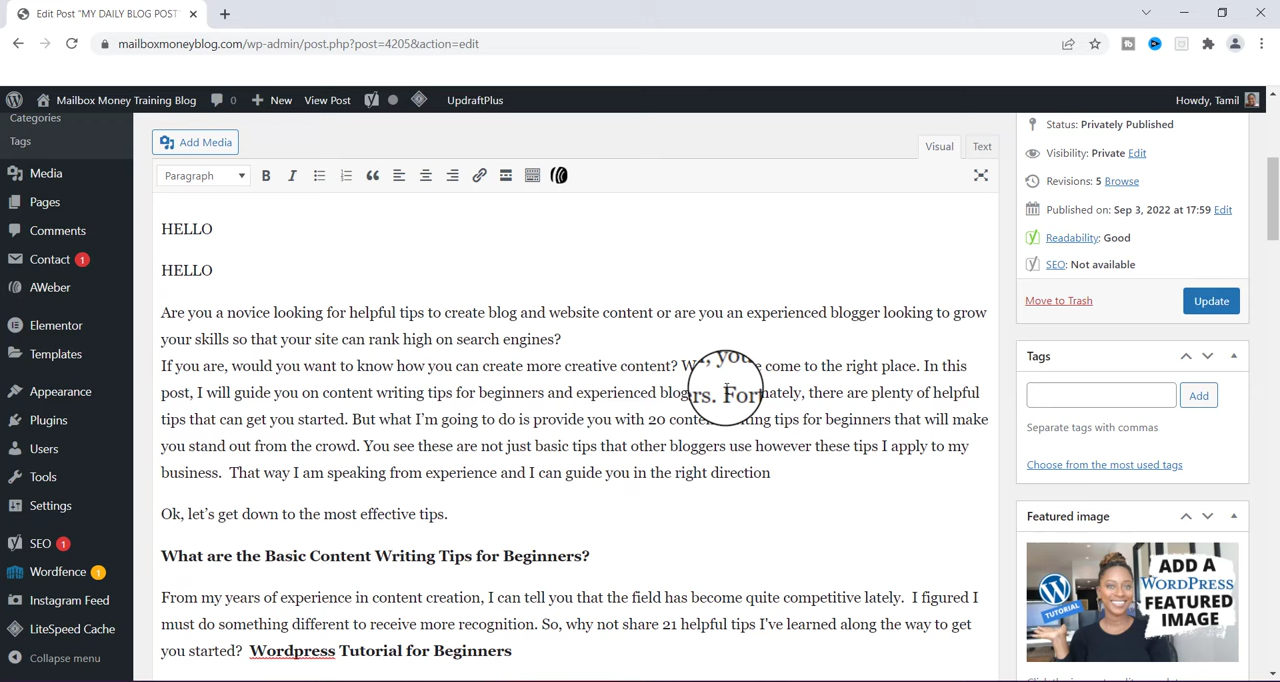 Edit Post "MY DAILY BLOG POST"
mailboxmoneyblog.com/wp-admin/post.php?post=4205&action=edit
Mailbox Money Training Blog 0 New View Post UpdraftPlus Howdy, Tamil
Categories
Tags
Media
Pages
Comments
Contact 1
AWeber
Elementor
Templates
Appearance
Plugins
Users
Tools
Settings
SEO 1
Wordfence 1
Instagram Feed
LiteSpeed Cache
Collapse menu
Add Media
Visual Text
Paragraph B I
HELLO
HELLO
Are you a novice looking for helpful tips to create blog and website content or are you an experienced blogger looking to grow
your skills so that your site can rank high on search engines?
If you are, would you want to know how you can create more creative content? come to the right place. In this
post, I will guide you on content writing tips for beginners and experienced there are plenty of helpful
tips that can get you started. But what I'm going to do is provide you with 20 tips for beginners that will make
you stand out from the crowd. You see these are not just basic tips that other bloggers use however these tips I apply to my
business. That way I am speaking from experience and I can guide you in the right direction
Ok, let's get down to the most effective tips.
What are the Basic Content Writing Tips for Beginners?
From my years of experience in content creation, I can tell you that the field has become quite competitive lately. I figured I
must do something different to receive more recognition. So, why not share 21 helpful tips I've learned along the way to get
you started? Wordpress Tutorial for Beginners
Status: Privately Published
Visibility: Private Edit
Revisions: 5 Browse
Published on: Sep 3, 2022 at 17:59 Edit
Readability: Good
SEO: Not available
Move to Trash Update
Tags
Add
Separate tags with commas
Choose from the most used tags
Featured image
ADD A
WORDPRESS
FEATURED
IMAGE
TUTORIAL